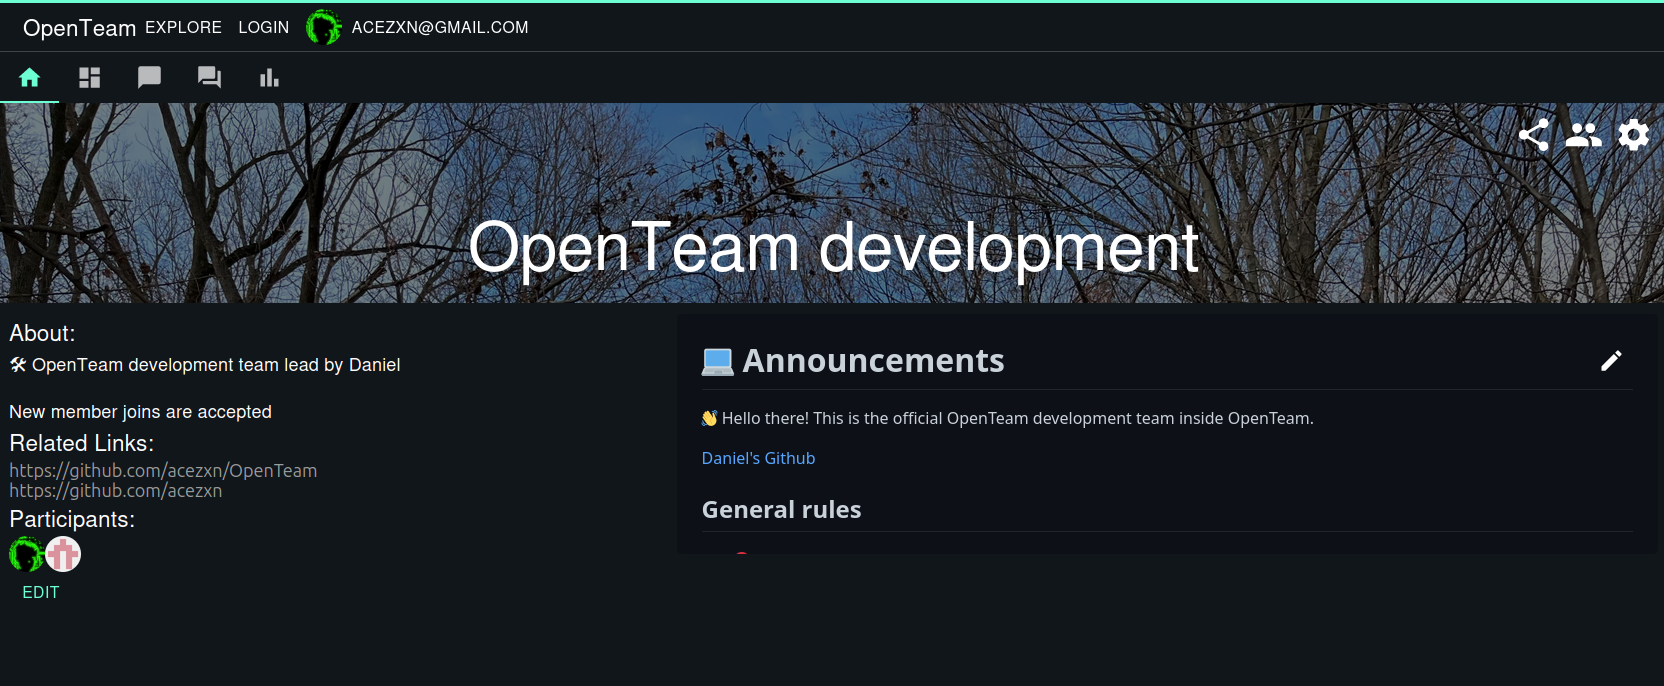 OpenTeam EXPLORE LOGIN ACEZXN@GMAIL.COM
OpenTeam development
About:
🛠 OpenTeam development team lead by Daniel
New member joins are accepted
Related Links:
https://github.com/acezxn/OpenTeam
https://github.com/acezxn
Participants:
EDIT
💻 Announcements
👋 Hello there! This is the official OpenTeam development team inside OpenTeam.
Daniel's Github
General rules